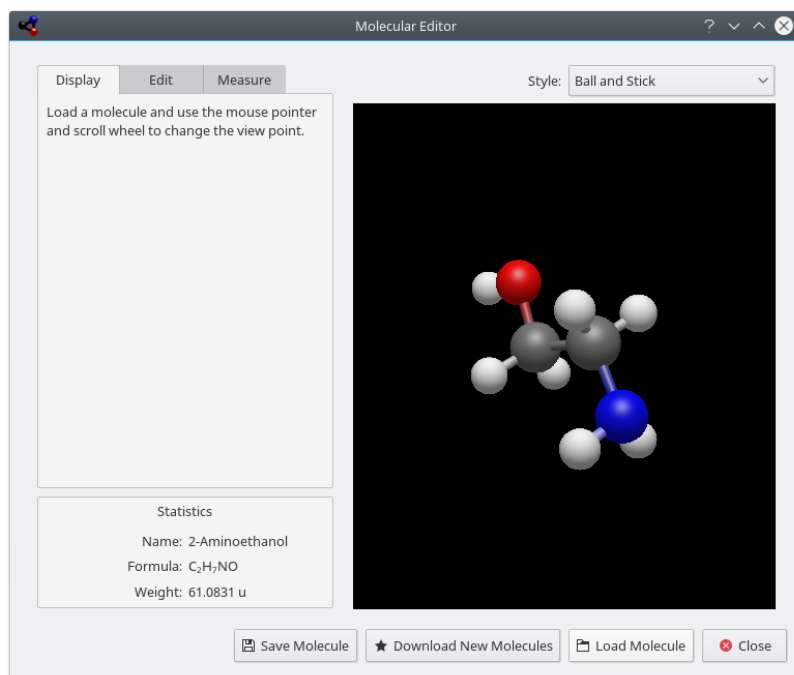 Molecular Editor
?
Display Edit Measure
Style: Ball and Stick
Load a molecule and use the mouse pointer
and scroll wheel to change the view point.
Statistics
Name: 2-Aminoethanol
Formula: C₂H₇NO
Weight: 61.0831 u
Save Molecule Download New Molecules Load Molecule Close